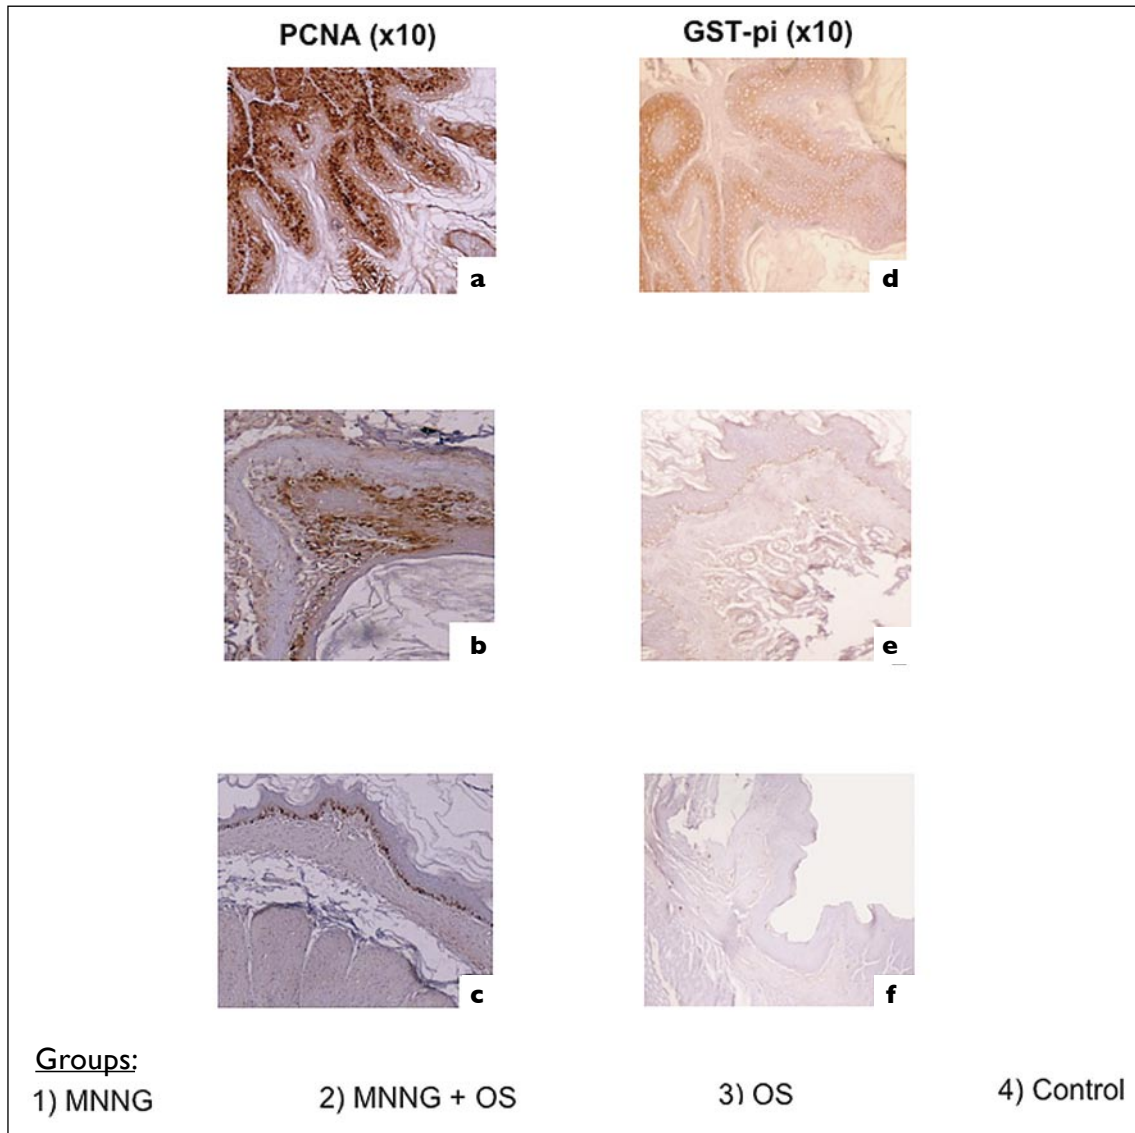 PCNA (x10)
GST-pi (x10)
a
d
b
e
c
f
Groups:
1) MNNG
2) MNNG + OS
3) OS
4) Control